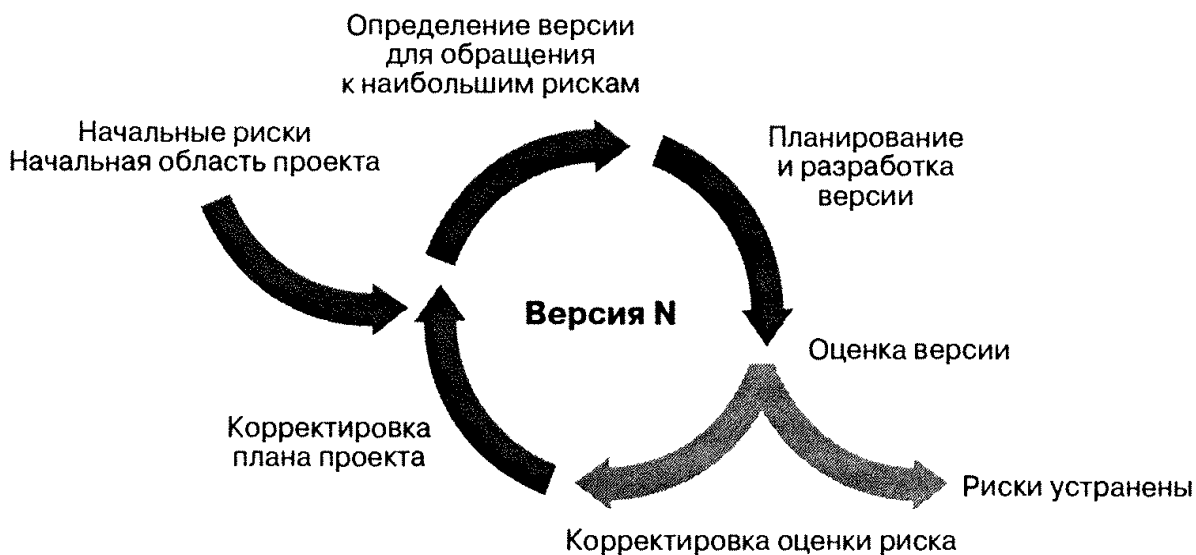 Определение версии
для обращения
к наибольшим рискам
Начальные риски
Начальная область проекта
Планирование
и разработка
версии
Версия N
Оценка версии
Корректировка
плана проекта
Риски устранены
Корректировка оценки риска